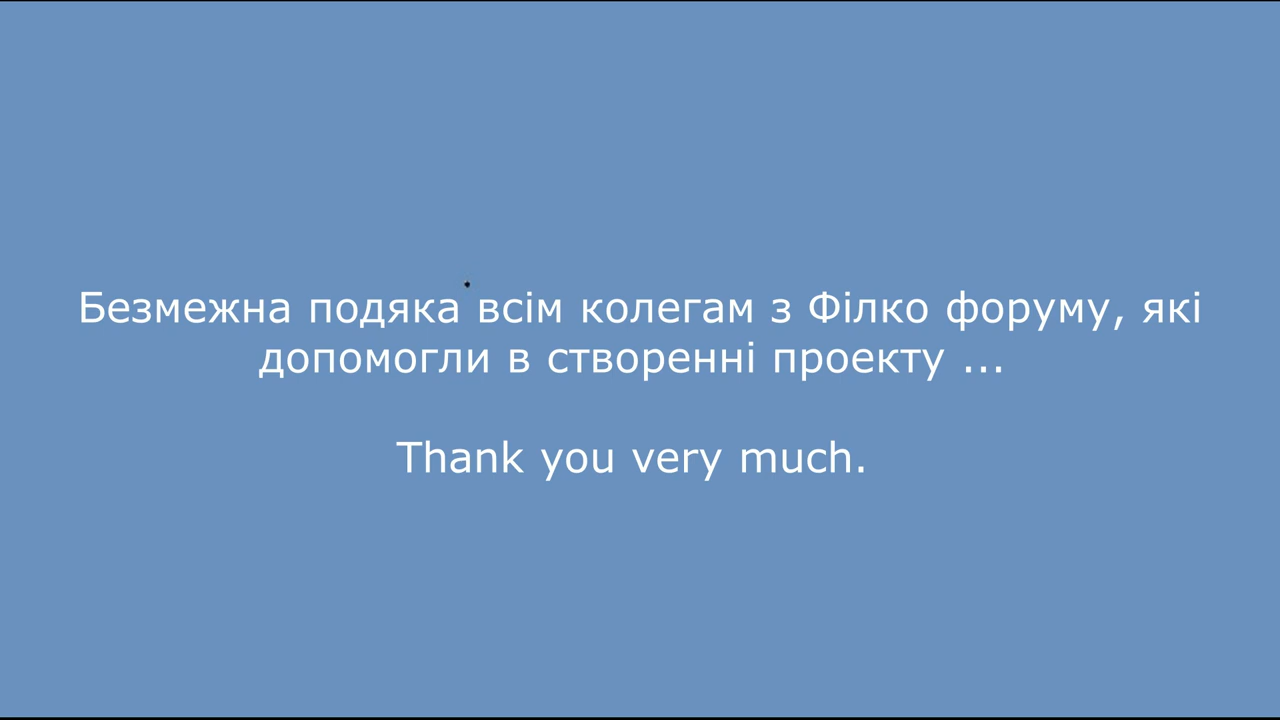 Безмежна подяка всім колегам з Філко форуму, які
допомогли в створенні проекту ...
Thank you very much.